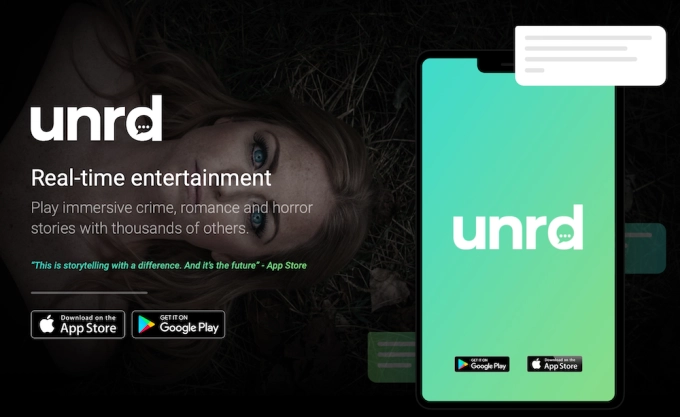 unrd
Real-time entertainment
Play immersive crime, romance and horror
stories with thousands of others.
“This is storytelling with a difference. And it's the future” - App Store
Download on the
App Store
GET IT ON
Google Play
unrd
GET IT ON
Google Play
Download on the
App Store